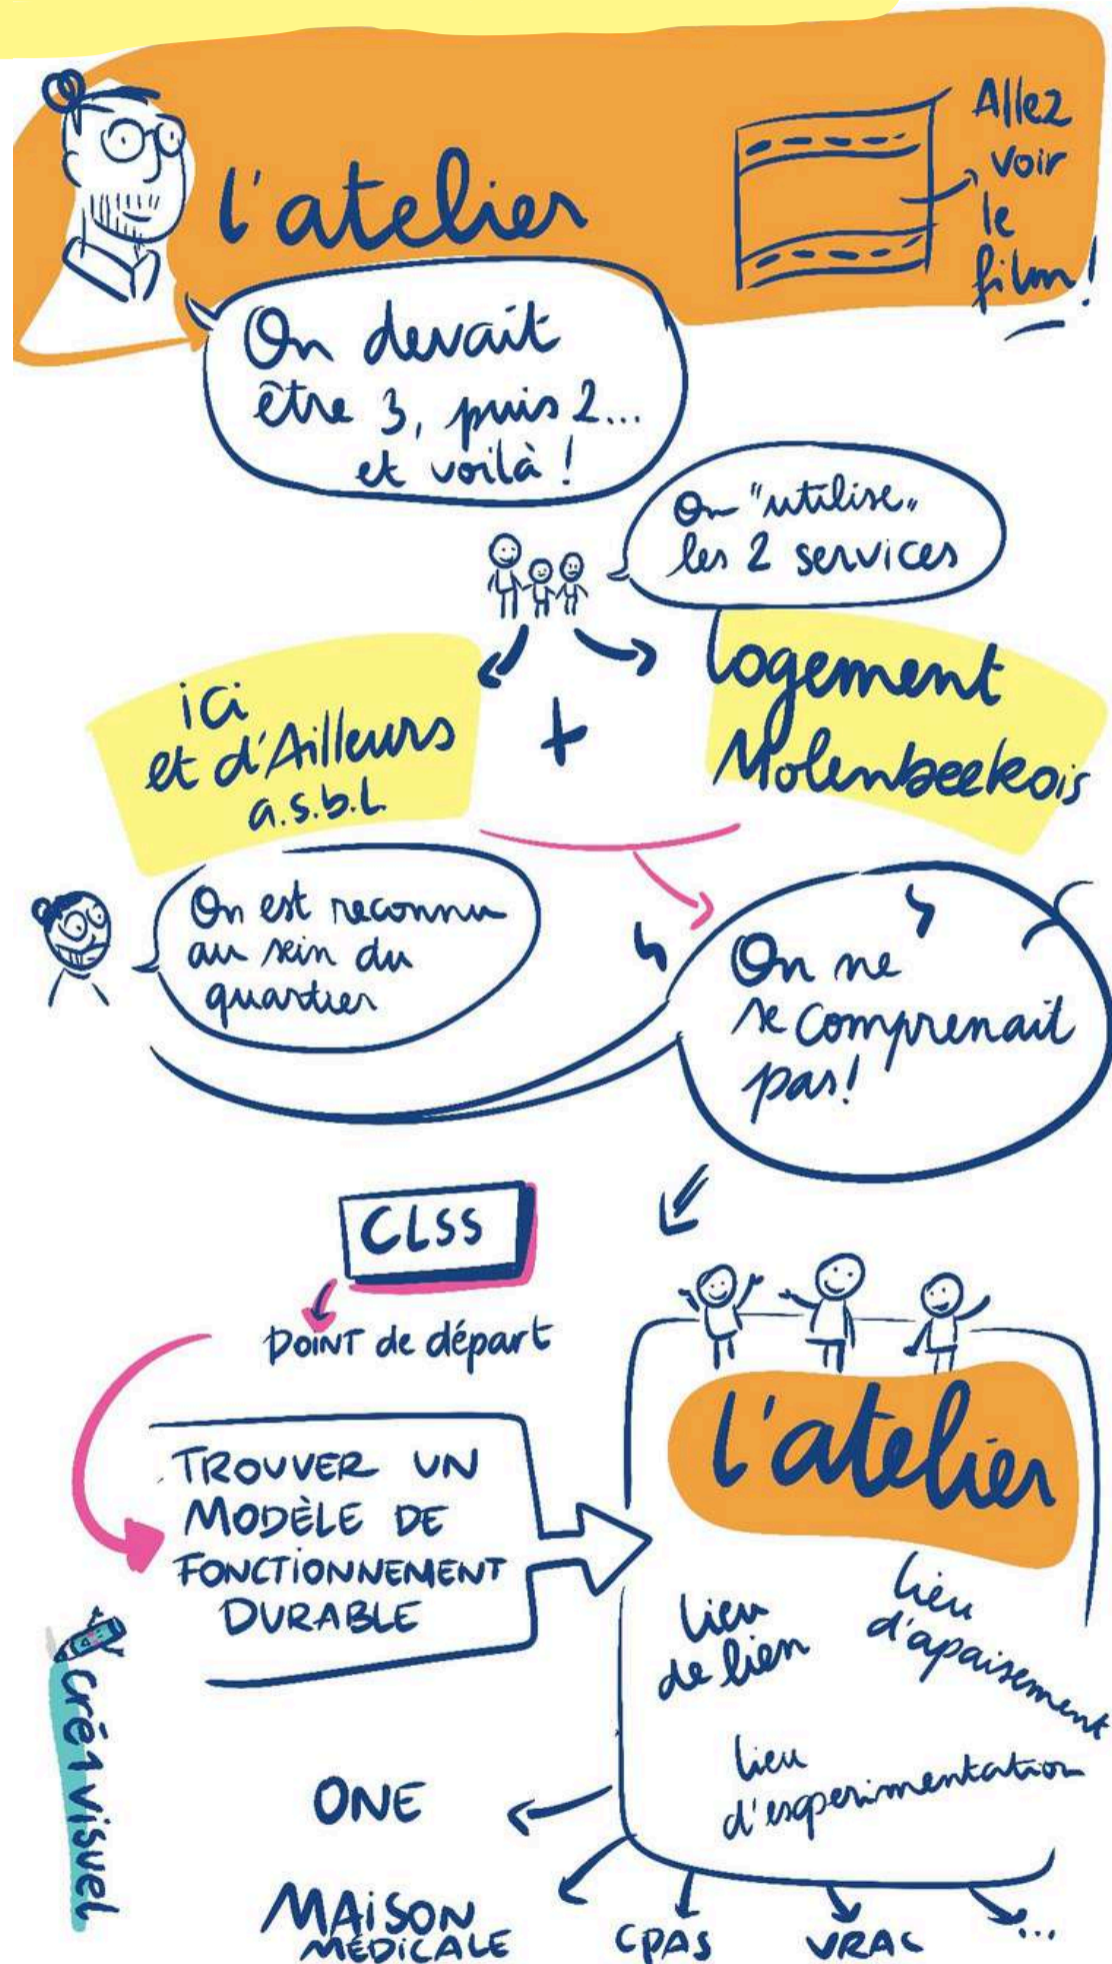 l'atelier
Allez
voir
le
film!
On devait
être 3, puis 2...
et voilà !
On "utilise"
les 2 services
ici
et d'Ailleurs
a.s.b.l.
+
logement
Molenbeekois
On est reconnu
au sein du
quartier
On ne
se comprenait
pas!
CLSS
POINT de départ
TROUVER UN
MODÈLE DE
FONCTIONNEMENT
DURABLE
l'atelier
lieu
de lien
lieu
d'apaisement
lieu
d'experimentation
ONE
MAISON
MÉDICALE
CPAS
VRAC
...
cré1visuel